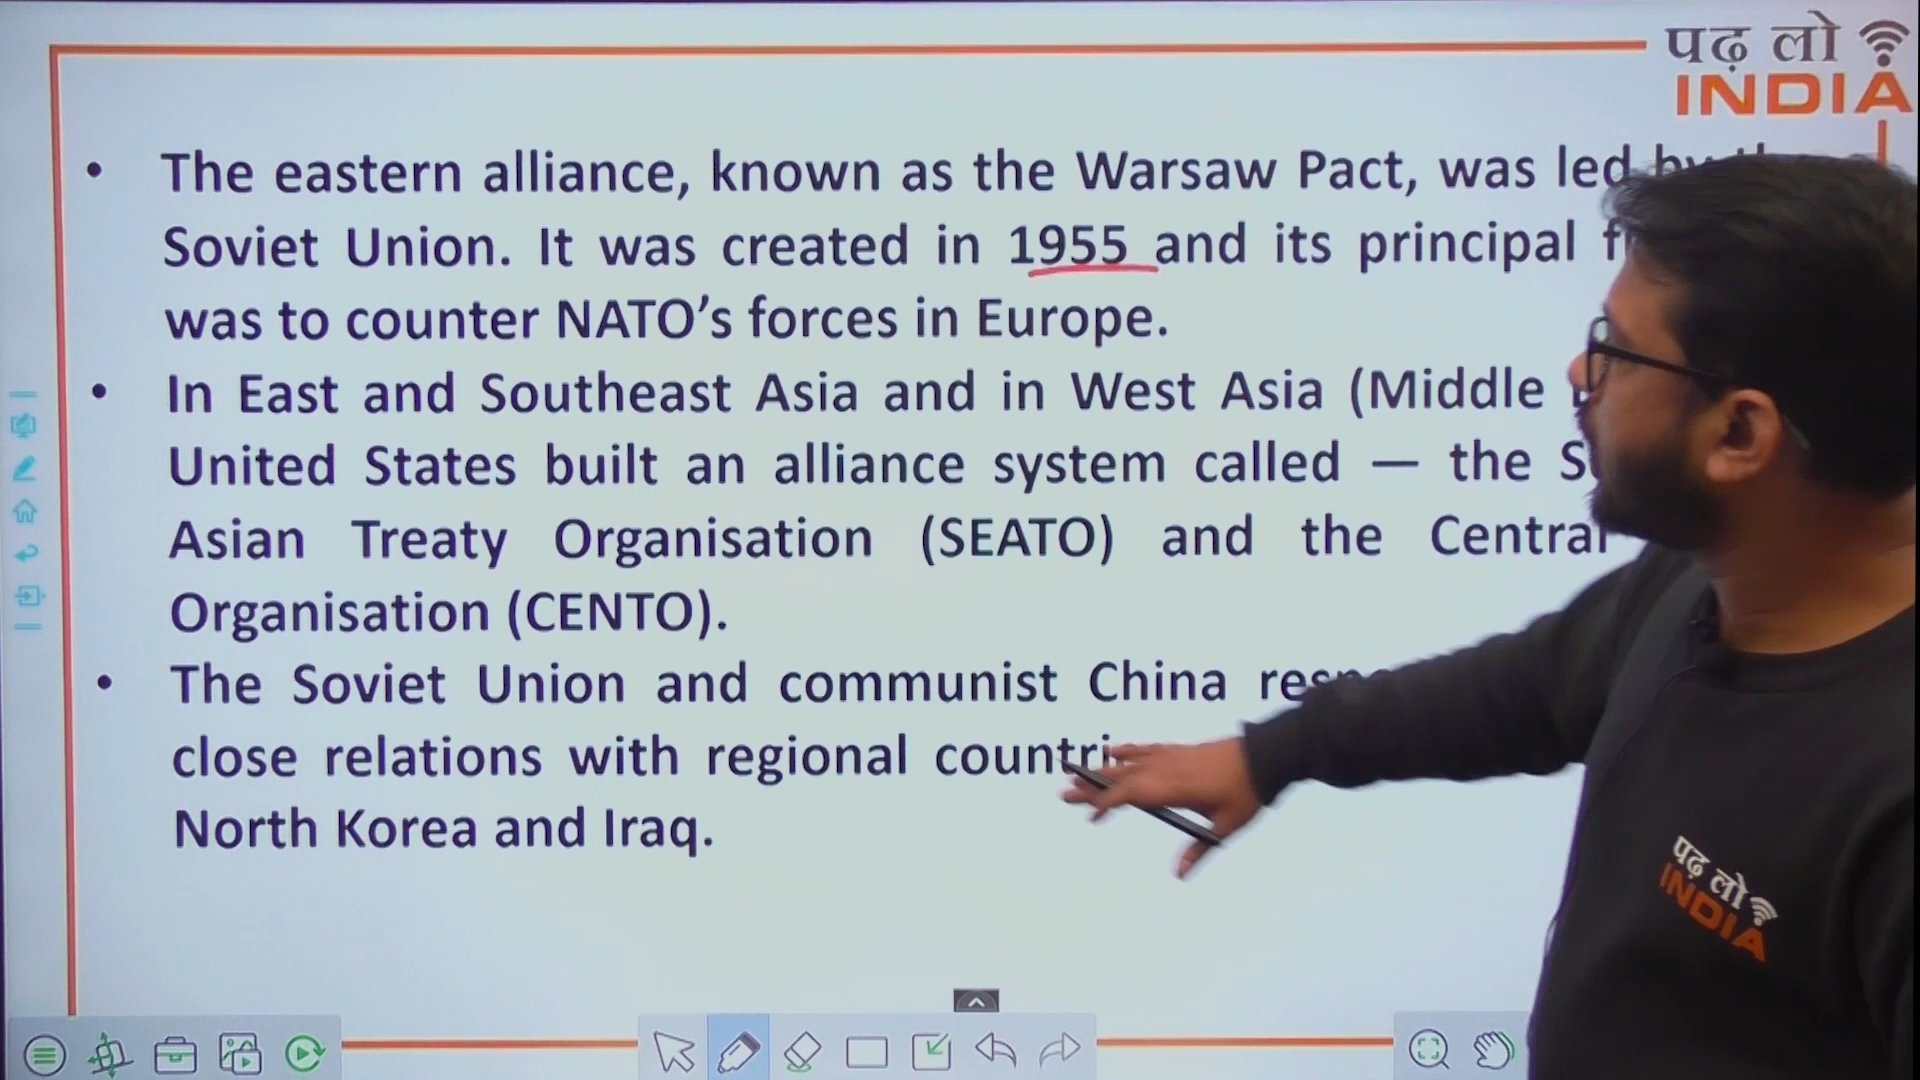 पढ़ लो
INDIA
• The eastern alliance, known as the Warsaw Pact, was led
Soviet Union. It was created in 1955 and its principal
was to counter NATO’s forces in Europe.
• In East and Southeast Asia and in West Asia (Middle
United States built an alliance system called — the
Asian Treaty Organisation (SEATO) and the Central
Organisation (CENTO).
• The Soviet Union and communist China
close relations with regional
North Korea and Iraq.
पढ़ लो
INDIA